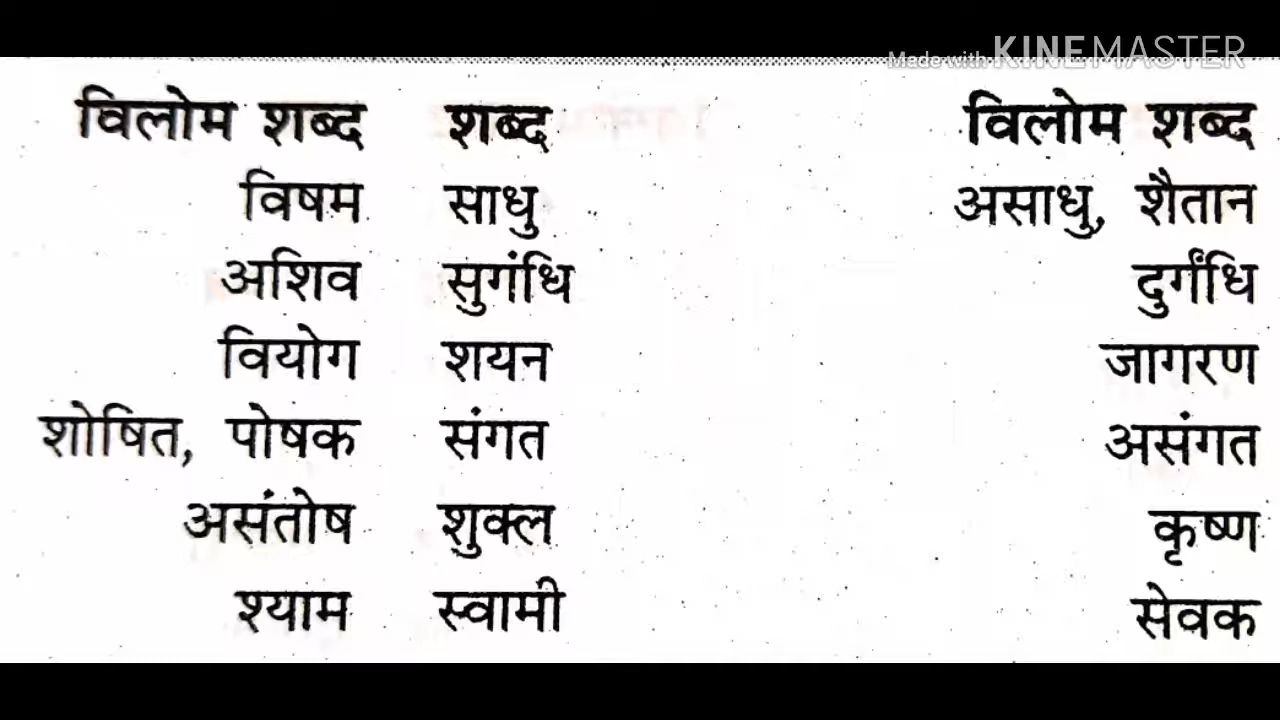 Made with KINEMASTER
विलोम शब्द शब्द विलोम शब्द
विषम साधु असाधु, शैतान
अशिव सुगंधि दुर्गंधि
वियोग शयन जागरण
शोषित, पोषक संगत असंगत
असंतोष शुक्ल कृष्ण
श्याम स्वामी सेवक